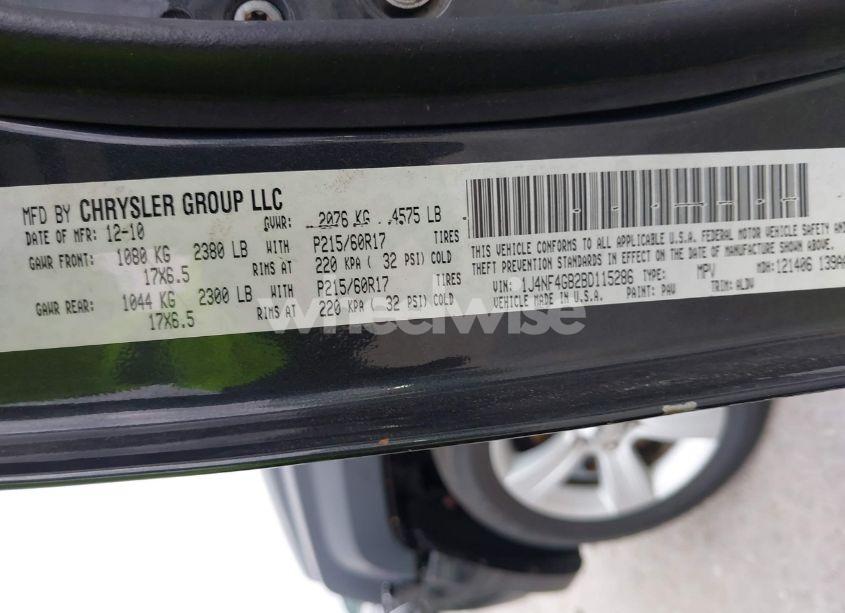 MFD BY CHRYSLER GROUP LLC
DATE OF MFR: 12-10 GVWR: 2076 KG 4575 LB
GAWR FRONT: 1080 KG 2380 LB WITH P215/60R17 TIRES
17X6.5 RIMS AT 220 KPA ( 32 PSI) COLD
GAWR REAR: 1044 KG 2300 LB WITH P215/60R17 TIRES
17X6.5 RIMS AT 220 KPA ( 32 PSI) COLD
THIS VEHICLE CONFORMS TO ALL APPLICABLE U.S.A. FEDERAL MOTOR VEHICLE SAFETY AND
THEFT PREVENTION STANDARDS IN EFFECT ON THE DATE OF MANUFACTURE SHOWN ABOVE.
VIN: 1J4NF4GB2BD115286 TYPE: MPV MDH: 121406 139A
VEHICLE MADE IN U.S.A. PAINT: PAV TRIM: ALDV
wheelwise